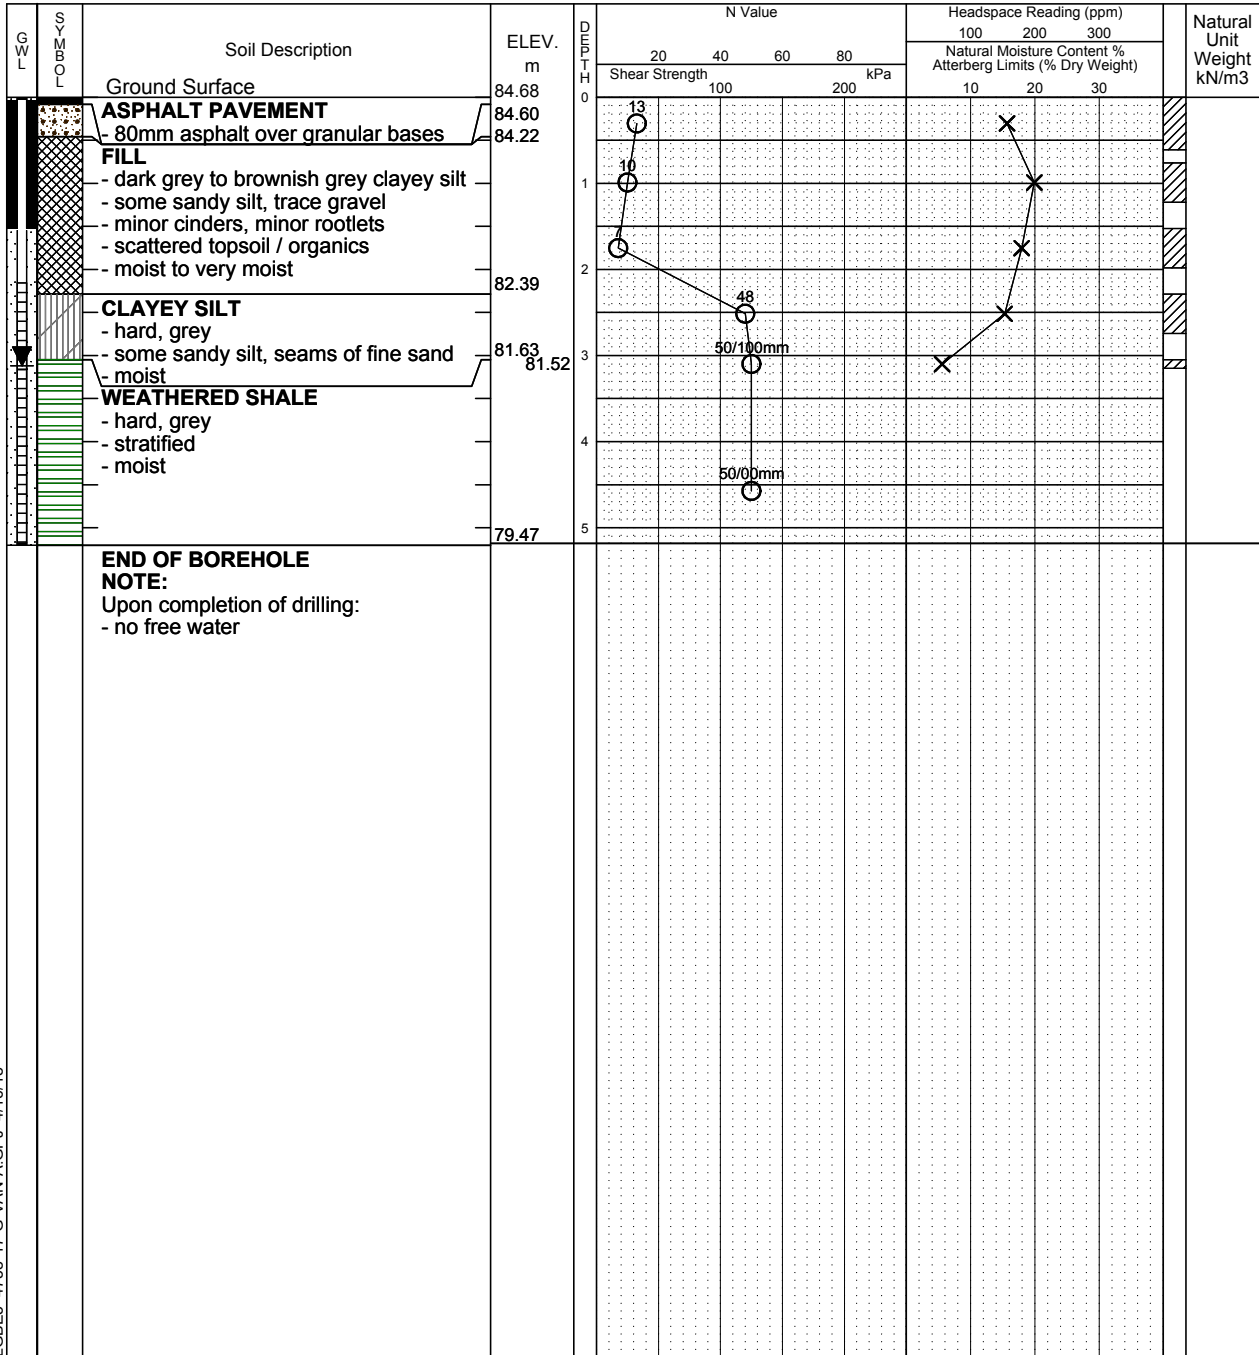 GWL
SYMBOL
Soil Description
Ground Surface
ELEV.
m
84.68
DEPTH
N Value
20 40 60 80
Shear Strength kPa
100 200
Headspace Reading (ppm)
100 200 300
Natural Moisture Content %
Atterberg Limits (% Dry Weight)
10 20 30
Natural
Unit
Weight
kN/m3
0
ASPHALT PAVEMENT
- 80mm asphalt over granular bases
84.60
84.22
13
FILL
- dark grey to brownish grey clayey silt
- some sandy silt, trace gravel
- minor cinders, minor rootlets
- scattered topsoil / organics
- moist to very moist
82.39
10
1
7
2
CLAYEY SILT
- hard, grey
- some sandy silt, seams of fine sand
- moist
81.63
81.52
48
50/100mm
3
WEATHERED SHALE
- hard, grey
- stratified
- moist
4
50/00mm
79.47
5
END OF BOREHOLE
NOTE:
Upon completion of drilling:
- no free water